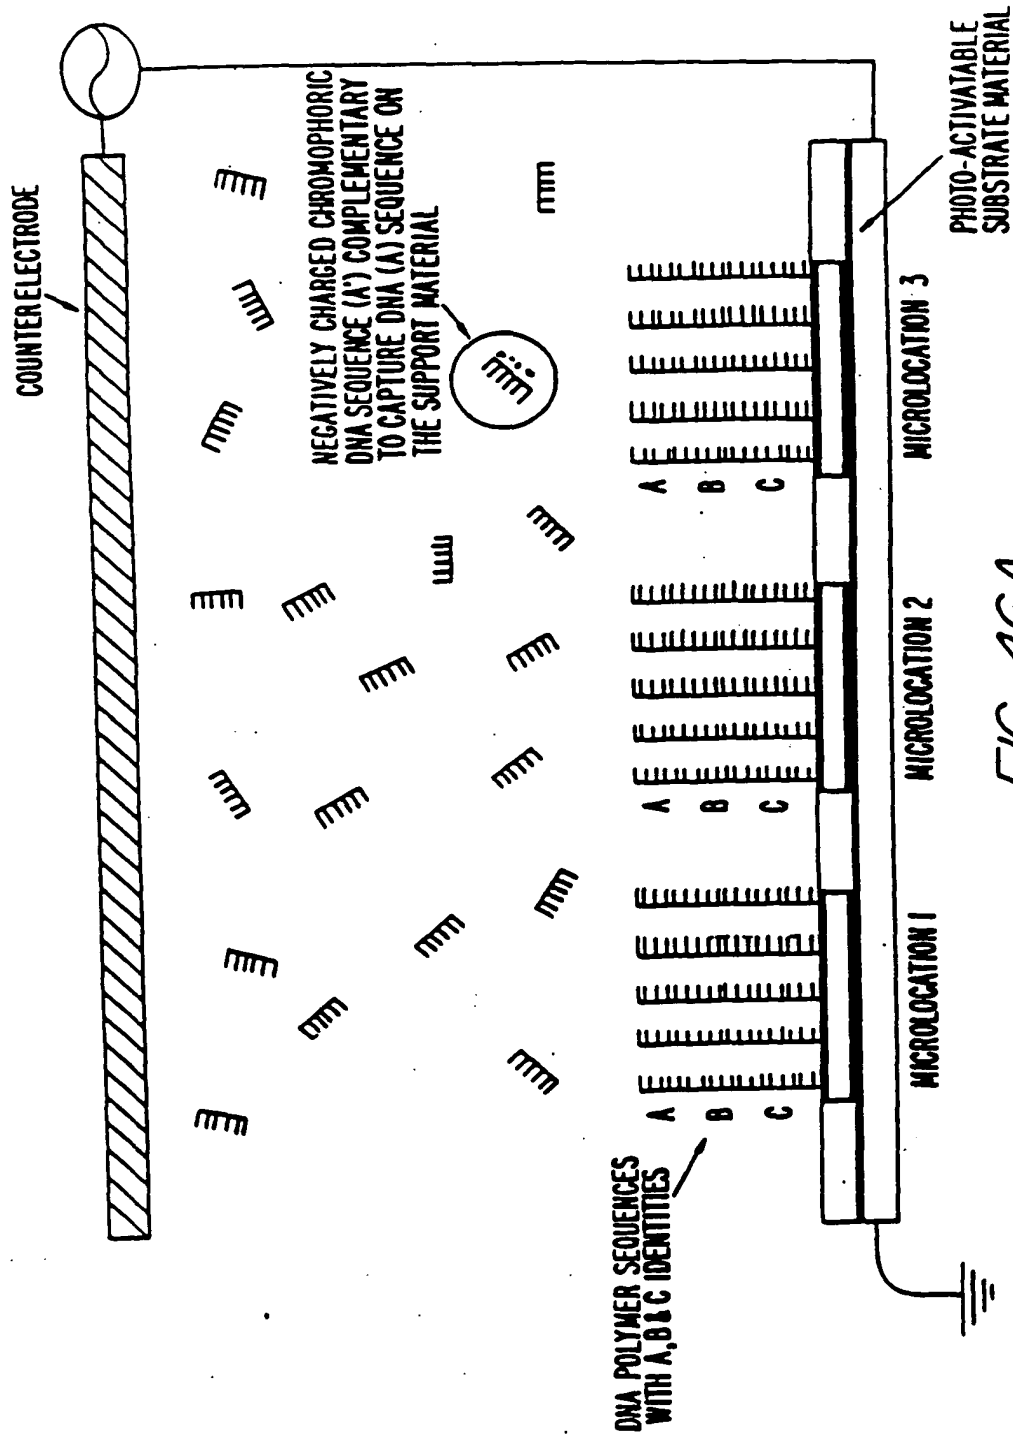 COUNTER ELECTRODE
NEGATIVELY CHARGED CHROMOPHORIC
DNA SEQUENCE (A') COMPLEMENTARY
TO CAPTURE DNA (A) SEQUENCE ON
THE SUPPORT MATERIAL
DNA POLYMER SEQUENCES
WITH A,B & C IDENTITIES
A
B
C
A
B
C
A
B
C
MICROLOCATION 1
MICROLOCATION 2
MICROLOCATION 3
PHOTO-ACTIVATABLE
SUBSTRATE MATERIAL